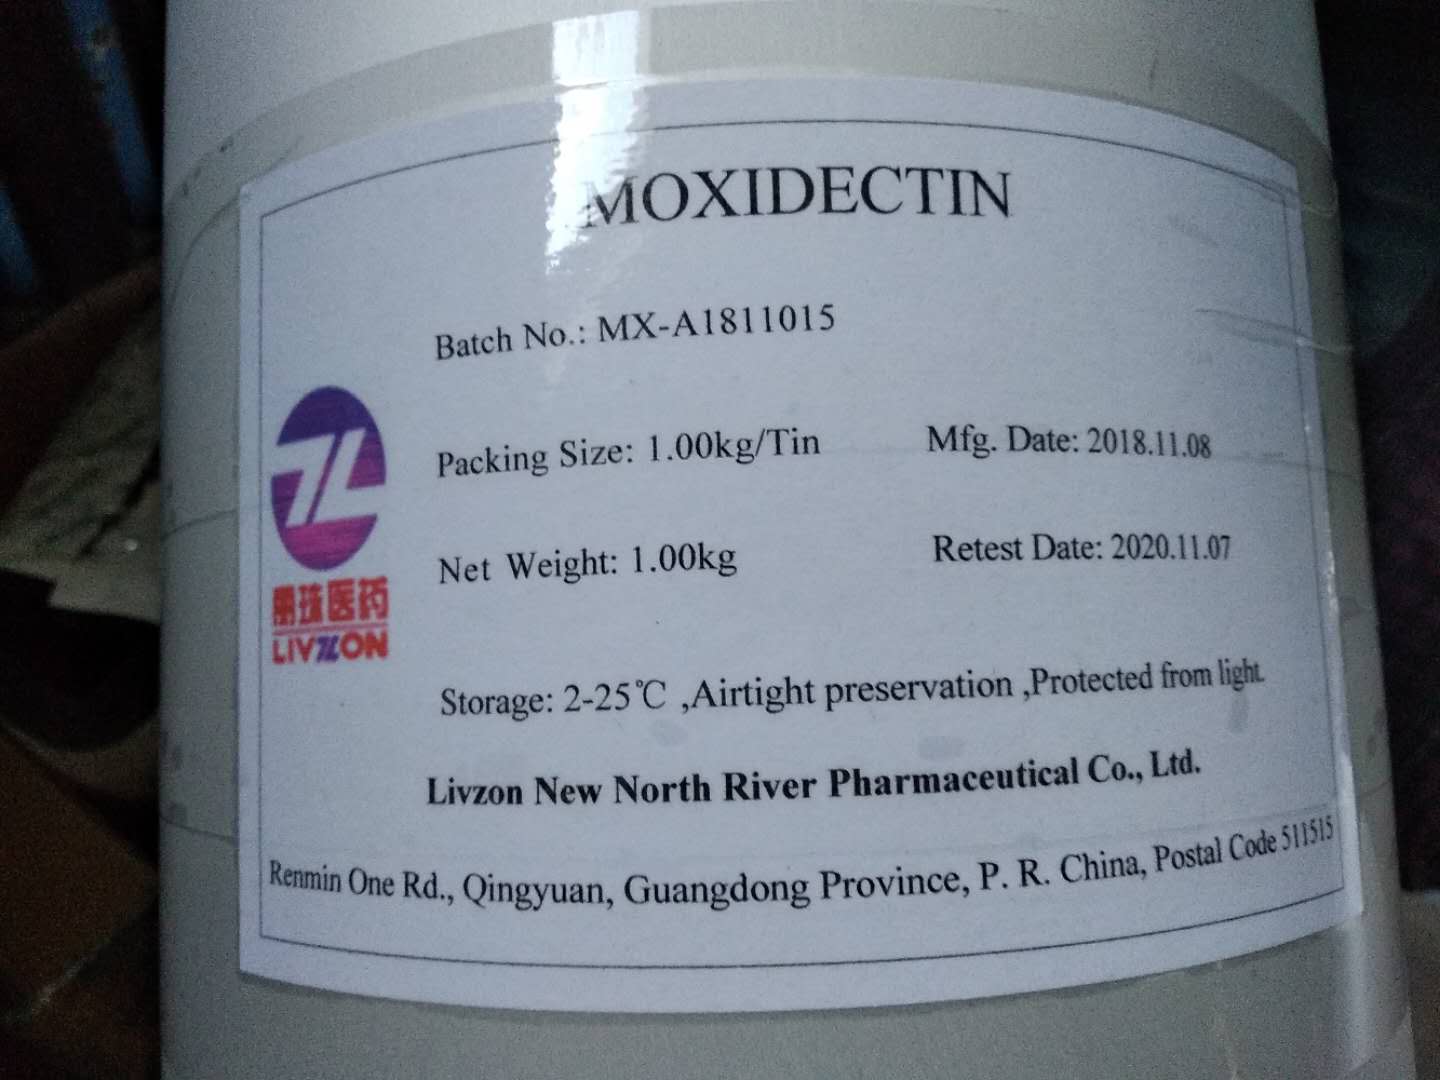 MOXIDECTIN
Batch No.: MX-A1811015
Packing Size: 1.00kg/Tin Mfg. Date: 2018.11.08
Net Weight: 1.00kg Retest Date: 2020.11.07
丽珠医药
LIVZON
Storage: 2-25℃ ,Airtight preservation ,Protected from light.
Livzon New North River Pharmaceutical Co., Ltd.
Renmin One Rd., Qingyuan, Guangdong Province, P. R. China, Postal Code 511515